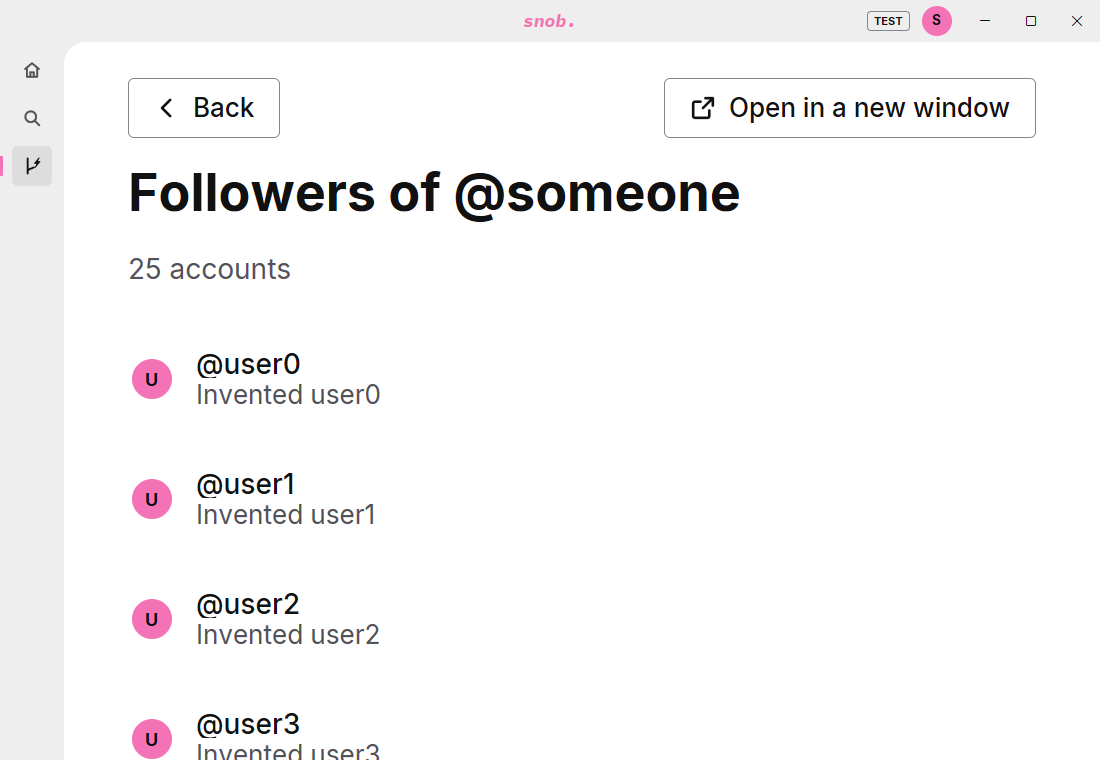 snob.
TEST
S
Back
Open in a new window
Followers of @someone
25 accounts
U
@user0
Invented user0
U
@user1
Invented user1
U
@user2
Invented user2
U
@user3
Invented user3